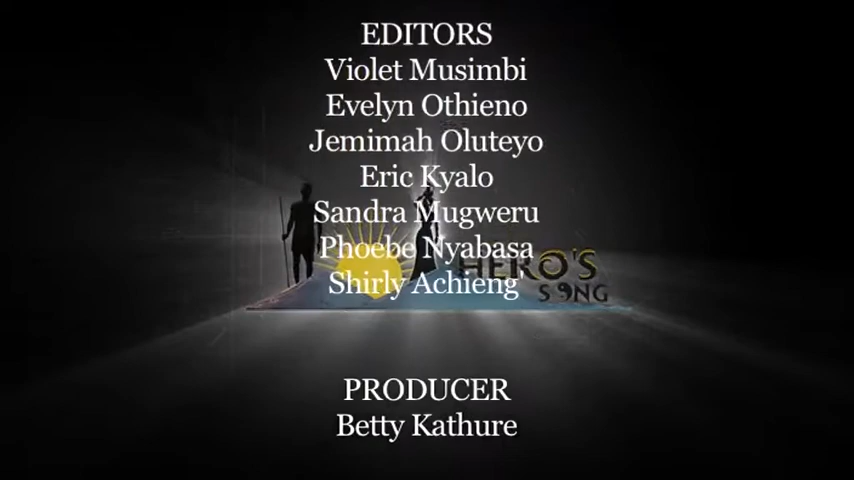 EDITORS
Violet Musimbi
Evelyn Othieno
Jemimah Oluteyo
Eric Kyalo
Sandra Mugweru
Phoebe Nyabasa
Shirly Achieng
HERO'S
SONG
PRODUCER
Betty Kathure